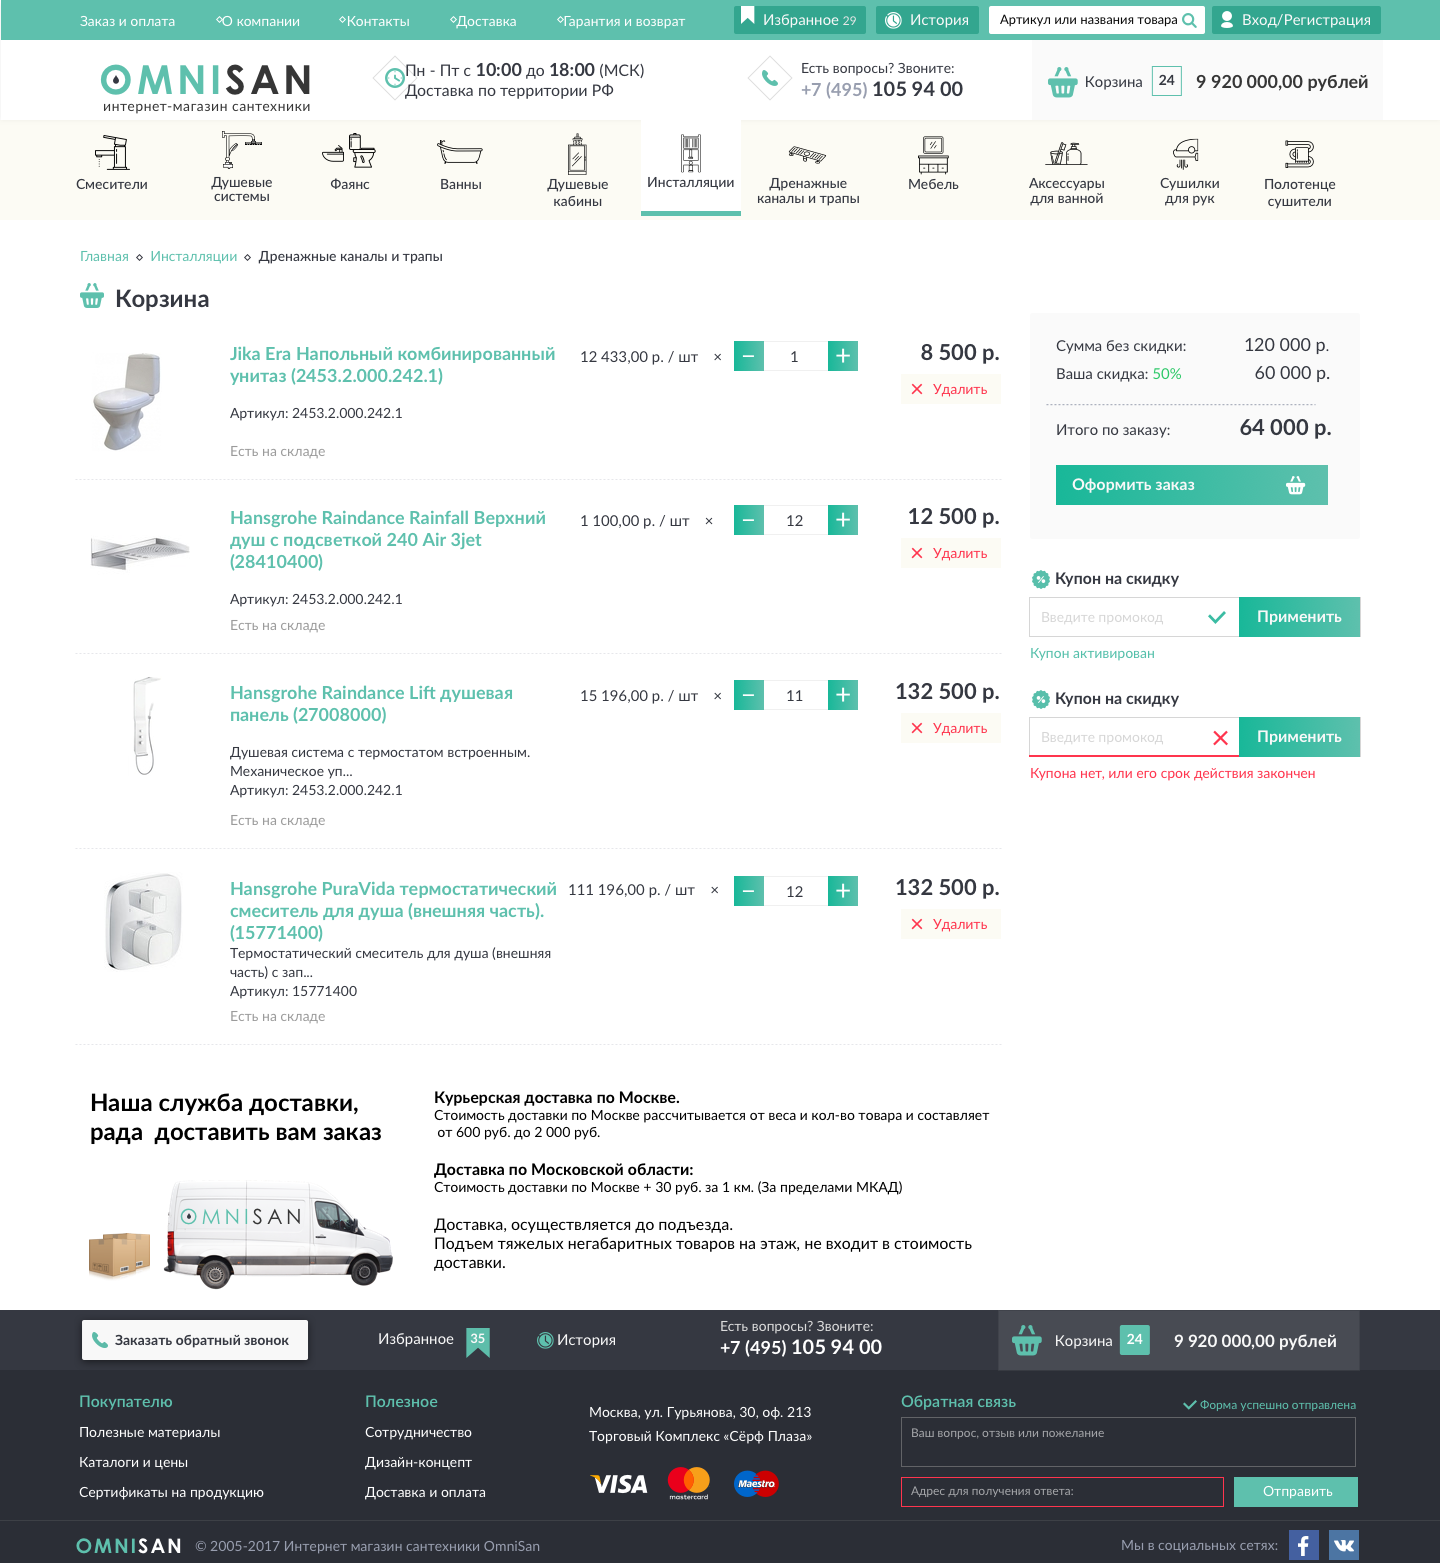 Заказ и оплата
О компании
Контакты
Доставка
Гарантия и возврат
Избранное 29
История
Артикул или названия товара
Вход/Регистрация
OMNISAN
интернет-магазин сантехники
Пн - Пт с 10:00 до 18:00 (МСК)
Доставка по территории РФ
Есть вопросы? Звоните:
+7 (495) 105 94 00
Корзина 24 9 920 000,00 рублей
Смесители
Душевые
системы
Фаянс
Ванны
Душевые
кабины
Инсталляции
Дренажные
каналы и трапы
Мебель
Аксессуары
для ванной
Сушилки
для рук
Полотенце
сушители
Главная Инсталляции Дренажные каналы и трапы
Корзина
Jika Era Напольный комбинированный
унитаз (2453.2.000.242.1)
Артикул: 2453.2.000.242.1
Есть на складе
12 433,00 р. / шт × − 1 +
8 500 р.
Удалить
Hansgrohe Raindance Rainfall Верхний
душ с подсветкой 240 Air 3jet
(28410400)
Артикул: 2453.2.000.242.1
Есть на складе
1 100,00 р. / шт × − 12 +
12 500 р.
Удалить
Hansgrohe Raindance Lift душевая
панель (27008000)
Душевая система с термостатом встроенным.
Механическое уп...
Артикул: 2453.2.000.242.1
Есть на складе
15 196,00 р. / шт × − 11 +
132 500 р.
Удалить
Hansgrohe PuraVida термостатический
смеситель для душа (внешняя часть).
(15771400)
Термостатический смеситель для душа (внешняя
часть) с зап...
Артикул: 15771400
Есть на складе
111 196,00 р. / шт × − 12 +
132 500 р.
Удалить
Сумма без скидки: 120 000 р.
Ваша скидка: 50% 60 000 р.
Итого по заказу: 64 000 р.
Оформить заказ
Купон на скидку
Введите промокод
Применить
Купон активирован
Купон на скидку
Введите промокод
Применить
Купона нет, или его срок действия закончен
Наша служба доставки,
рада доставить вам заказ
OMNISAN
Курьерская доставка по Москве.
Стоимость доставки по Москве рассчитывается от веса и кол-во товара и составляет
от 600 руб. до 2 000 руб.
Доставка по Московской области:
Стоимость доставки по Москве + 30 руб. за 1 км. (За пределами МКАД)
Доставка, осуществляется до подъезда.
Подъем тяжелых негабаритных товаров на этаж, не входит в стоимость
доставки.
Заказать обратный звонок
Избранное 35
История
Есть вопросы? Звоните:
+7 (495) 105 94 00
Корзина 24 9 920 000,00 рублей
Покупателю
Полезные материалы
Каталоги и цены
Сертификаты на продукцию
Полезное
Сотрудничество
Дизайн-концепт
Доставка и оплата
Москва, ул. Гурьянова, 30, оф. 213
Торговый Комплекс «Сёрф Плаза»
VISA
mastercard
Maestro
Обратная связь
Форма успешно отправлена
Ваш вопрос, отзыв или пожелание
Адрес для получения ответа:
Отправить
OMNISAN
© 2005-2017 Интернет магазин сантехники OmniSan
Мы в социальных сетях: